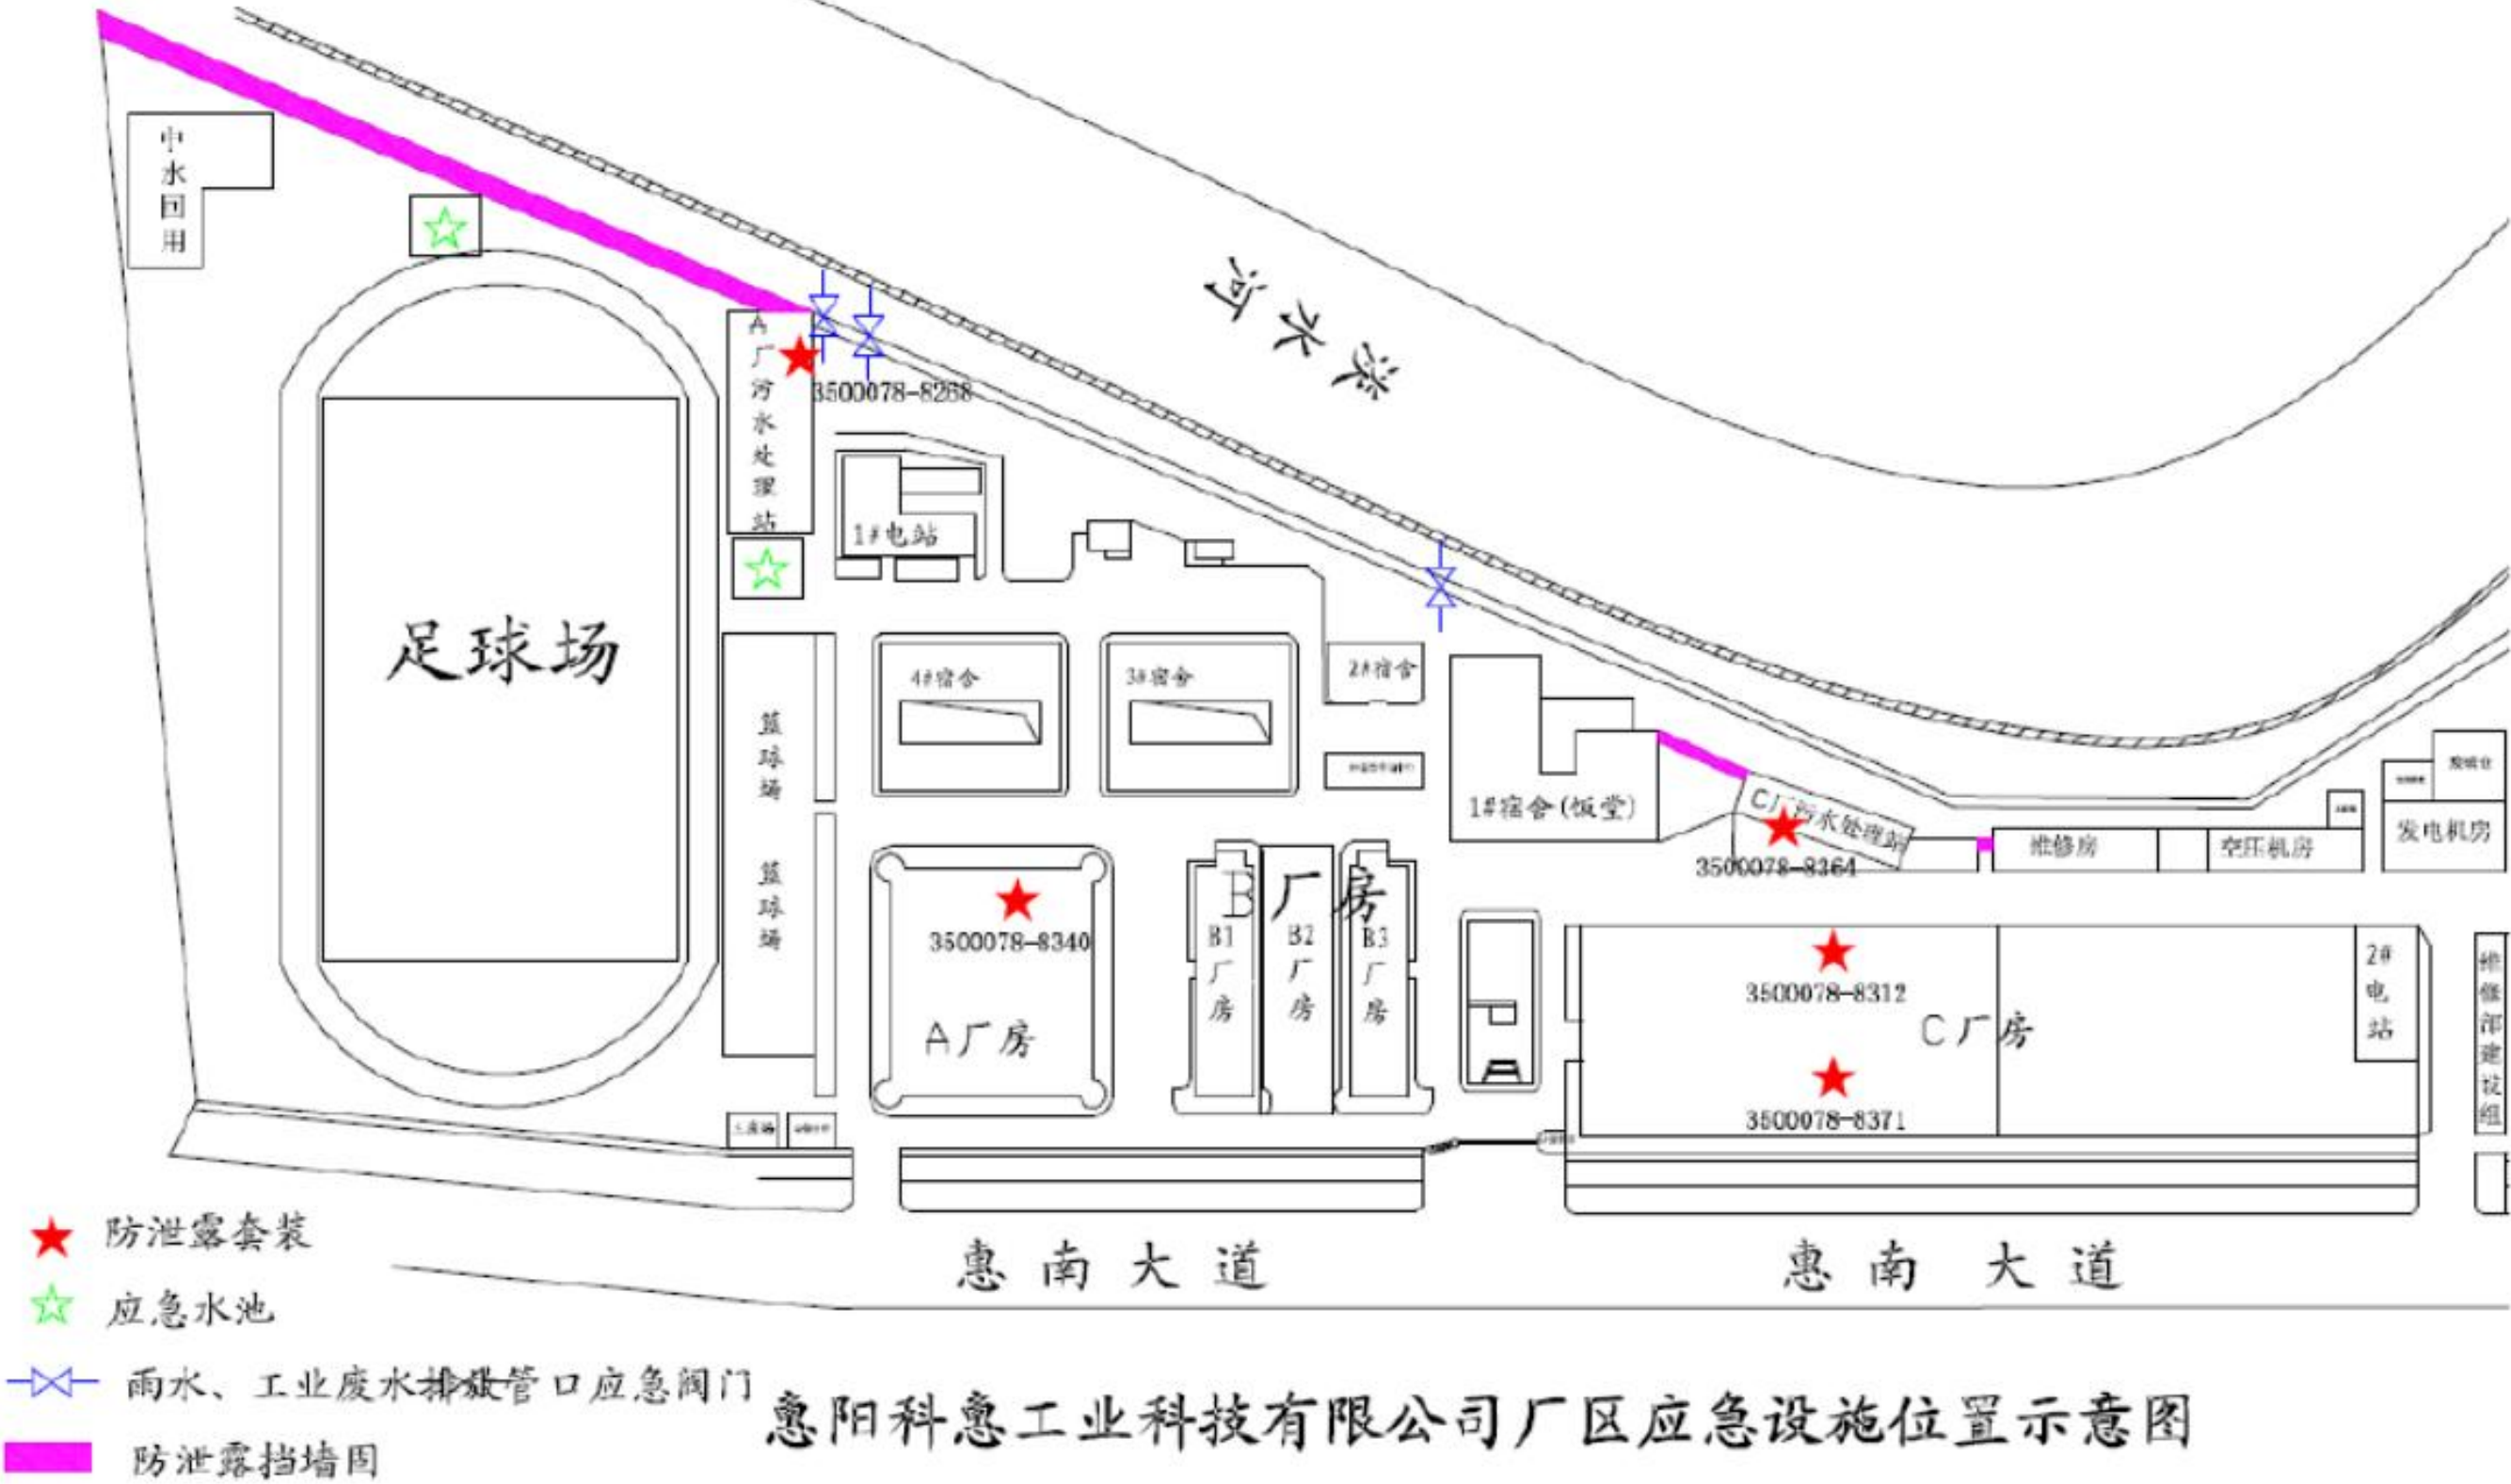 中水回用
淡水河
A厂污水处理站
3500078-8268
1#电站
足球场
4#宿舍
3#宿舍
2#宿舍
篮球场
篮球场
1#宿舍(饭堂)
C厂污水处理站
3500078-8364
维修房
空压机房
发电机房
3500078-8340
A厂房
B厂房
B1厂房
B2厂房
B3厂房
3500078-8312
C厂房
3500078-8371
2#电站
维修部建设组
惠南大道
惠南大道
防泄露套装
应急水池
雨水、工业废水排放管口应急阀门
防泄露挡墙围
惠阳科惠工业科技有限公司厂区应急设施位置示意图